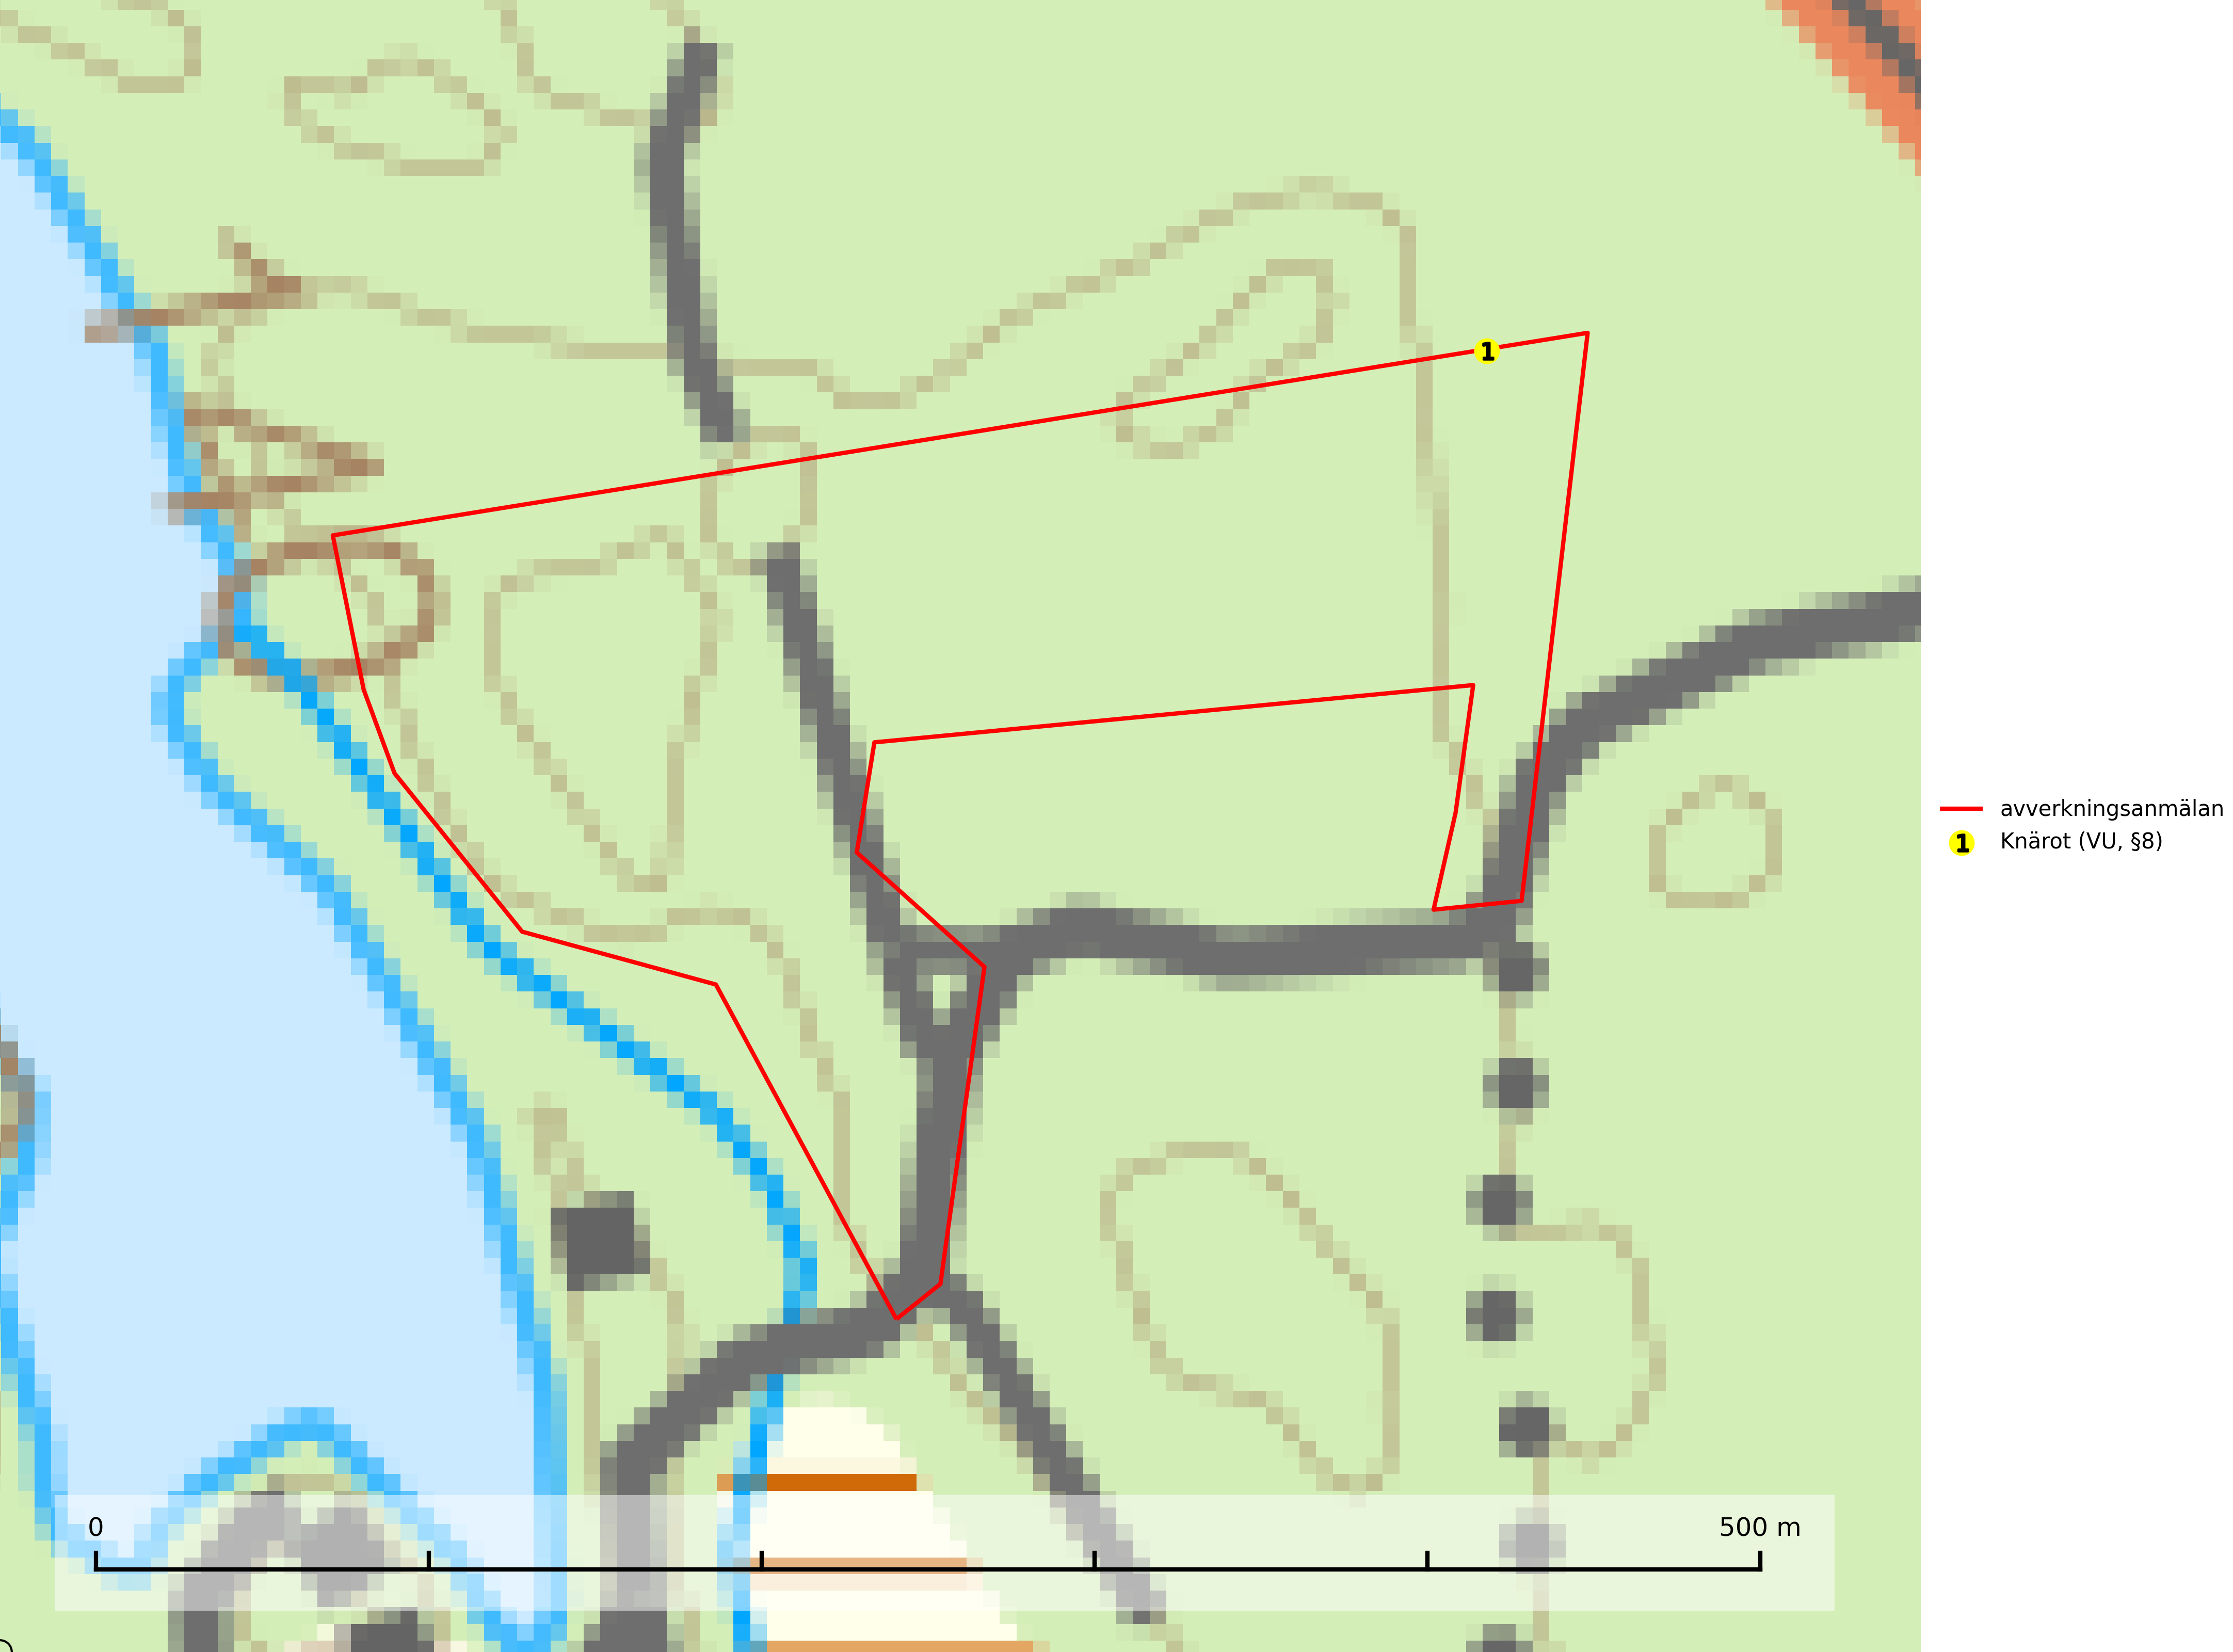 1
avverkningsanmälan
1 Knärot (VU, §8)
0 500 m